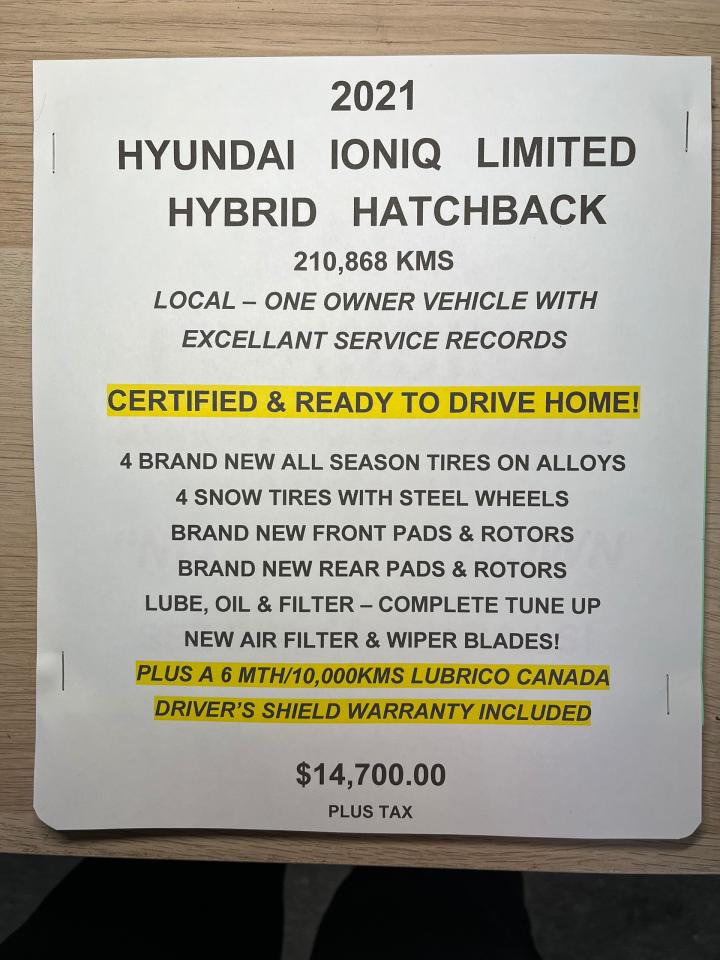 2021
HYUNDAI IONIQ LIMITED
HYBRID HATCHBACK
210,868 KMS
LOCAL – ONE OWNER VEHICLE WITH
EXCELLANT SERVICE RECORDS
CERTIFIED & READY TO DRIVE HOME!
4 BRAND NEW ALL SEASON TIRES ON ALLOYS
4 SNOW TIRES WITH STEEL WHEELS
BRAND NEW FRONT PADS & ROTORS
BRAND NEW REAR PADS & ROTORS
LUBE, OIL & FILTER – COMPLETE TUNE UP
NEW AIR FILTER & WIPER BLADES!
PLUS A 6 MTH/10,000KMS LUBRICO CANADA
DRIVER'S SHIELD WARRANTY INCLUDED
$14,700.00
PLUS TAX